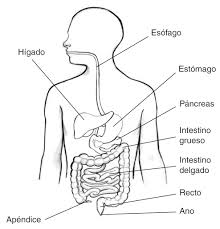 Esófago
Hígado
Estómago
Páncreas
Intestino
grueso
Intestino
delgado
Recto
Ano
Apéndice